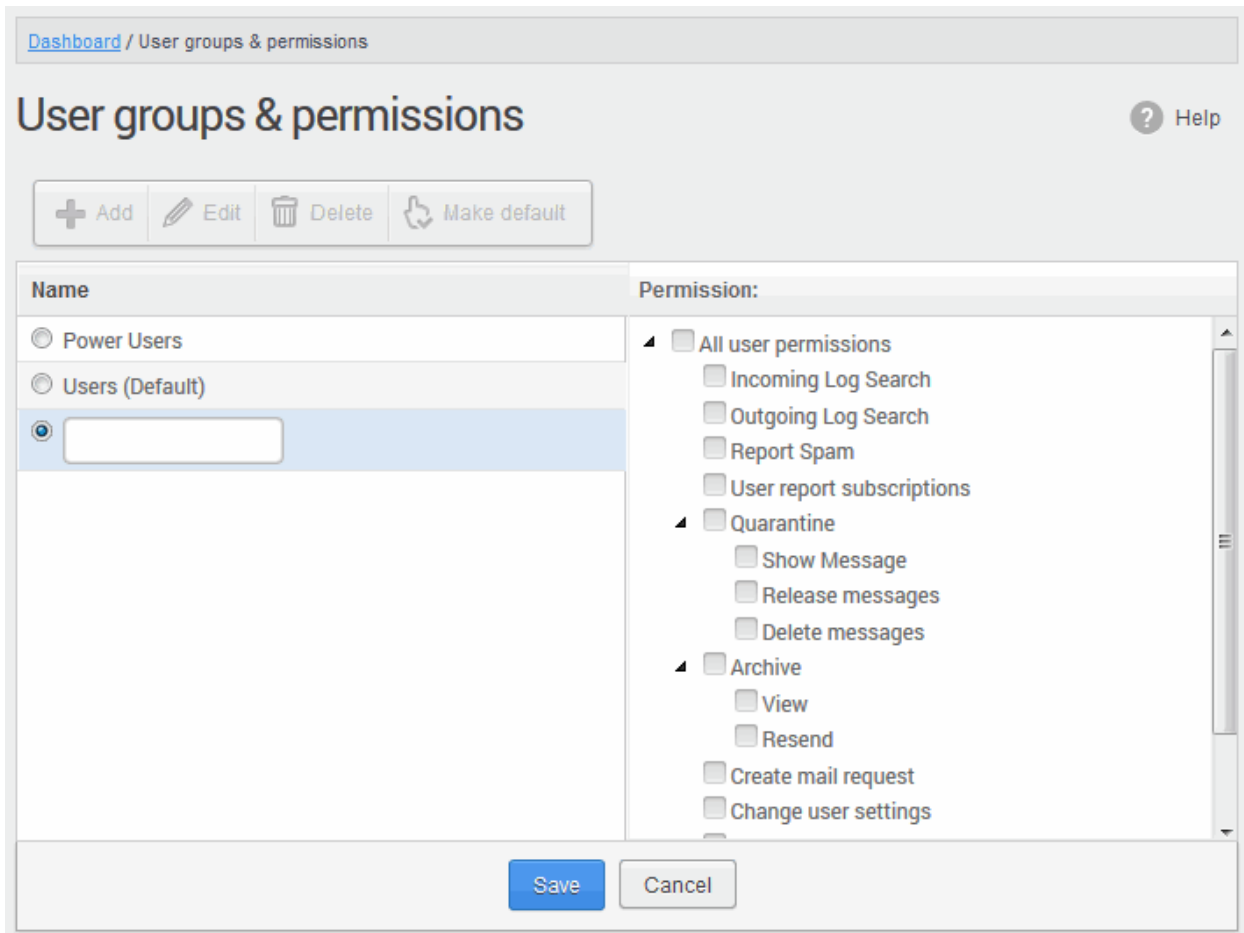 Dashboard / User groups & permissions
User groups & permissions
? Help
Add Edit Delete Make default
Name
Permission:
Power Users
Users (Default)
All user permissions
Incoming Log Search
Outgoing Log Search
Report Spam
User report subscriptions
Quarantine
Show Message
Release messages
Delete messages
Archive
View
Resend
Create mail request
Change user settings
Save Cancel